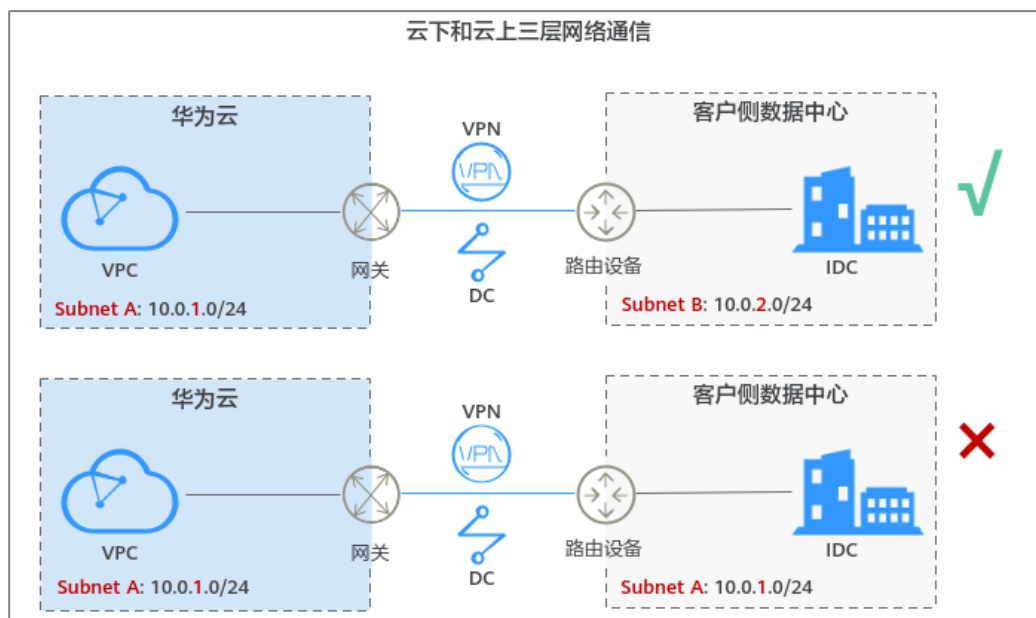 云下和云上三层网络通信
华为云
VPN
客户侧数据中心
VPN
VPC
网关
DC
路由设备
IDC
Subnet A: 10.0.1.0/24
Subnet B: 10.0.2.0/24
√
华为云
VPN
客户侧数据中心
VPN
VPC
网关
DC
路由设备
IDC
Subnet A: 10.0.1.0/24
Subnet A: 10.0.1.0/24
×